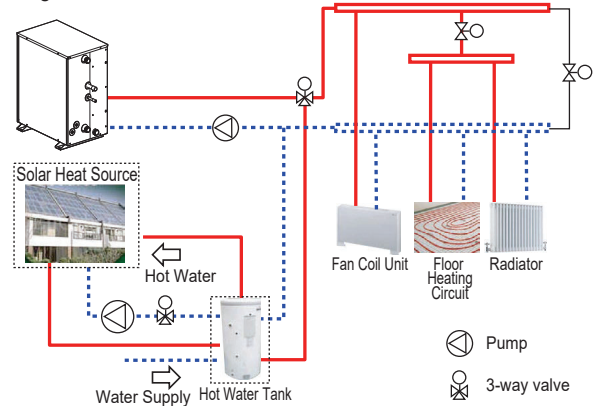 Solar Heat Source
Hot Water
Fan Coil Unit
Floor
Heating
Circuit
Radiator
Pump
3-way valve
Water Supply
Hot Water Tank